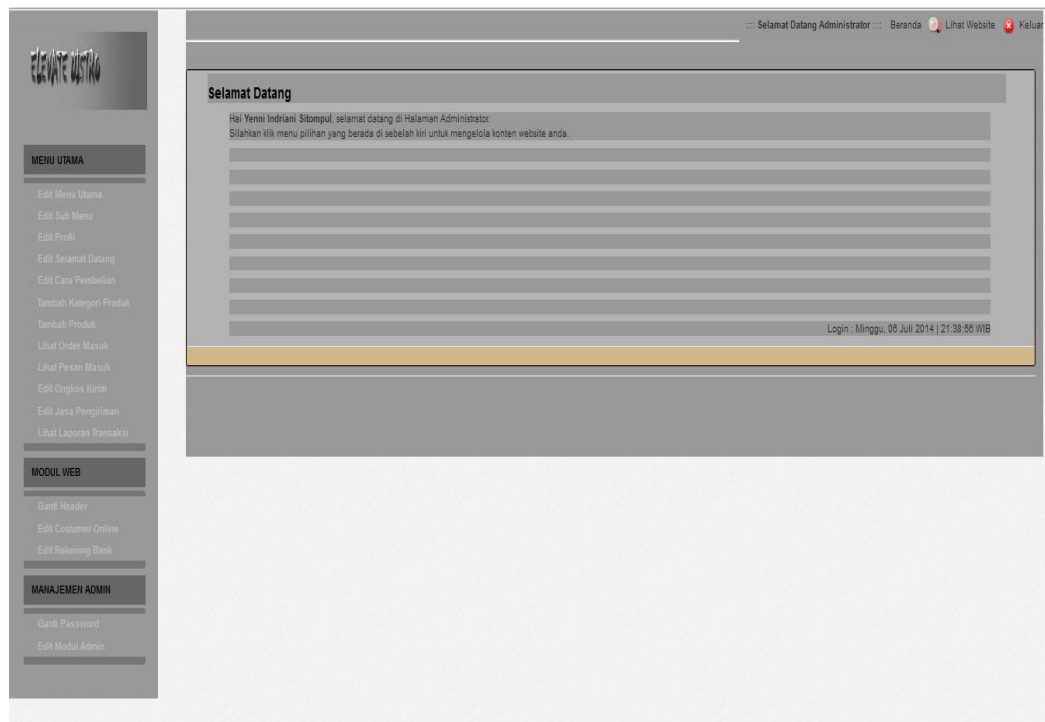 :::: Selamat Datang Administrator :::: Beranda Lihat Website Keluar
ELEVATE DISTRO
Selamat Datang
Hai Yenni Indriani Sitompul, selamat datang di Halaman Administrator.
Silahkan klik menu pilihan yang berada di sebelah kiri untuk mengelola konten website anda.
Login : Minggu, 06 Juli 2014 | 21:38:56 WIB
MENU UTAMA
Edit Menu Utama
Edit Sub Menu
Edit Profil
Edit Selamat Datang
Edit Cara Pembelian
Tambah Kategori Produk
Tambah Produk
Lihat Order Masuk
Lihat Pesan Masuk
Edit Ongkos Kirim
Edit Jasa Pengiriman
Lihat Laporan Transaksi
MODUL WEB
Ganti Header
Edit Costumer Online
Edit Rekening Bank
MANAJEMEN ADMIN
Ganti Password
Edit Modul Admin